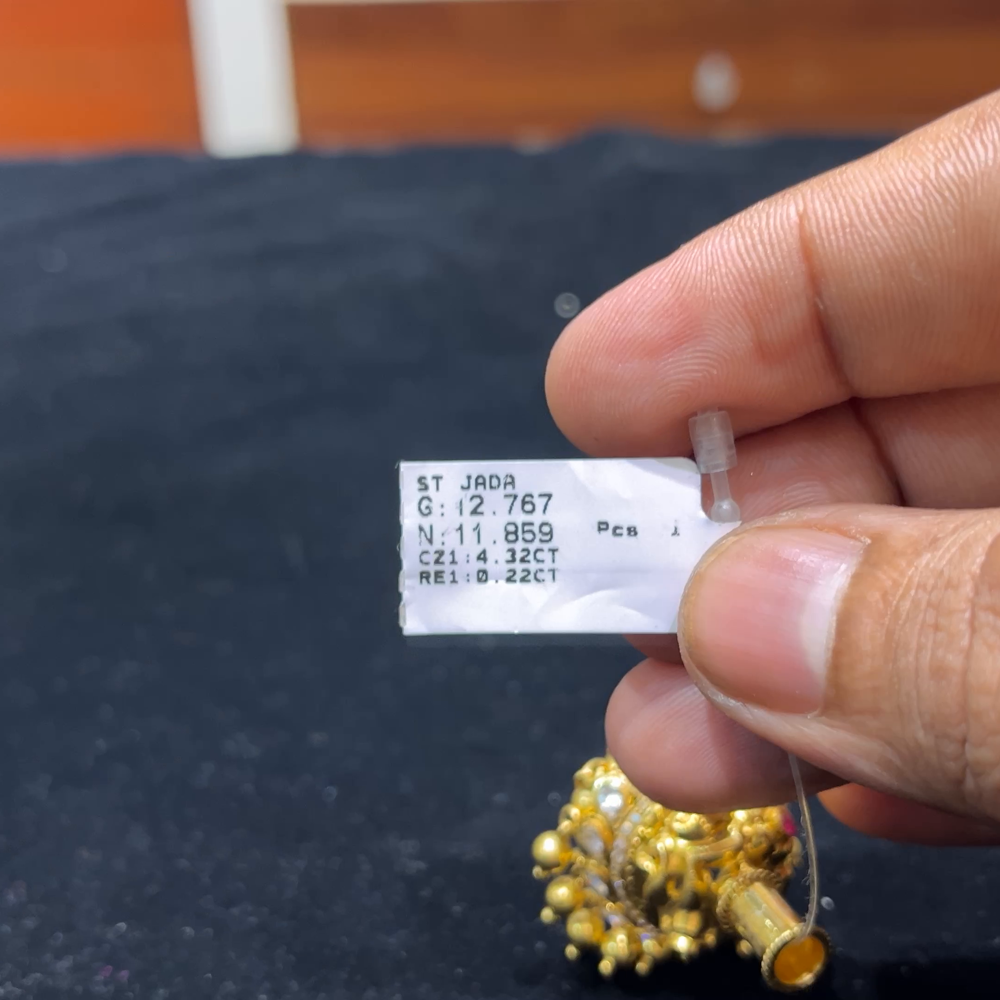 ST JADA
G:12.767
N:11.859
Pcs 1
CZ1:4.32CT
RE1:0.22CT